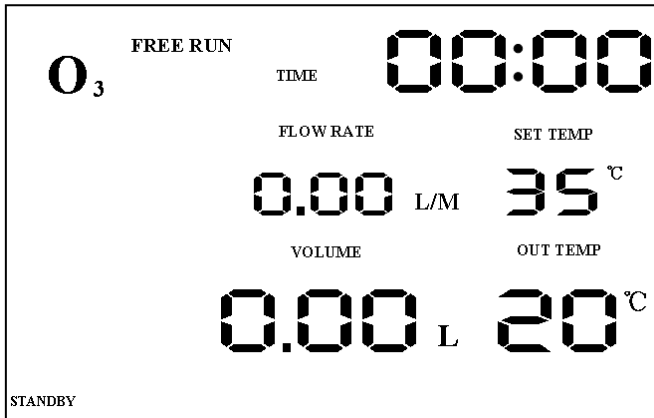 O₃ FREE RUN TIME 00:00
FLOW RATE SET TEMP
0.00 L/M 35 ℃
VOLUME OUT TEMP
0.00 L 20 ℃
STANDBY